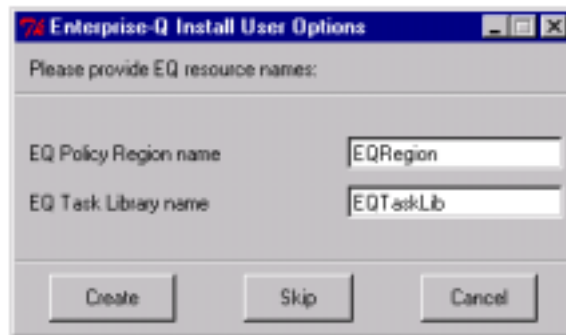 Enterprise-Q Install User Options
Please provide EQ resource names:
EQ Policy Region name EQRegion
EQ Task Library name EQTaskLib
Create Skip Cancel